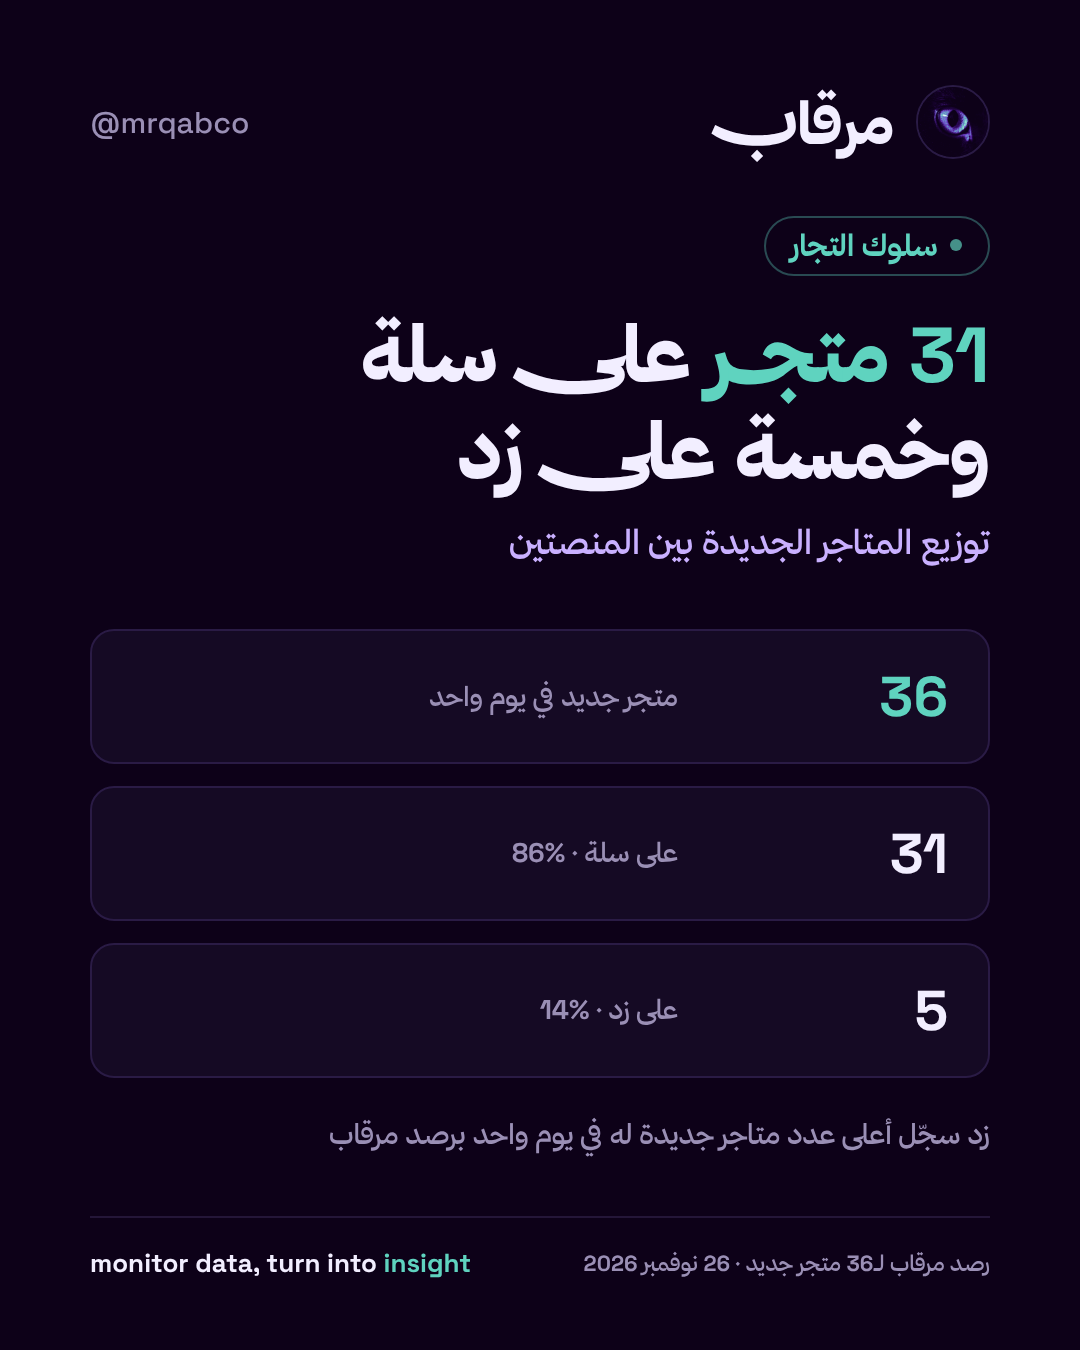 مرقاب
@mrqabco
سلوك التجار
31 متجر على سلة
وخمسة على زد
توزيع المتاجر الجديدة بين المنصتين
36
متجر جديد في يوم واحد
31
على سلة · 86%
5
على زد · 14%
زد سجّل أعلى عدد متاجر جديدة له في يوم واحد برصد مرقاب
رصد مرقاب لـ36 متجر جديد · 26 نوفمبر 2026
monitor data, turn into insight